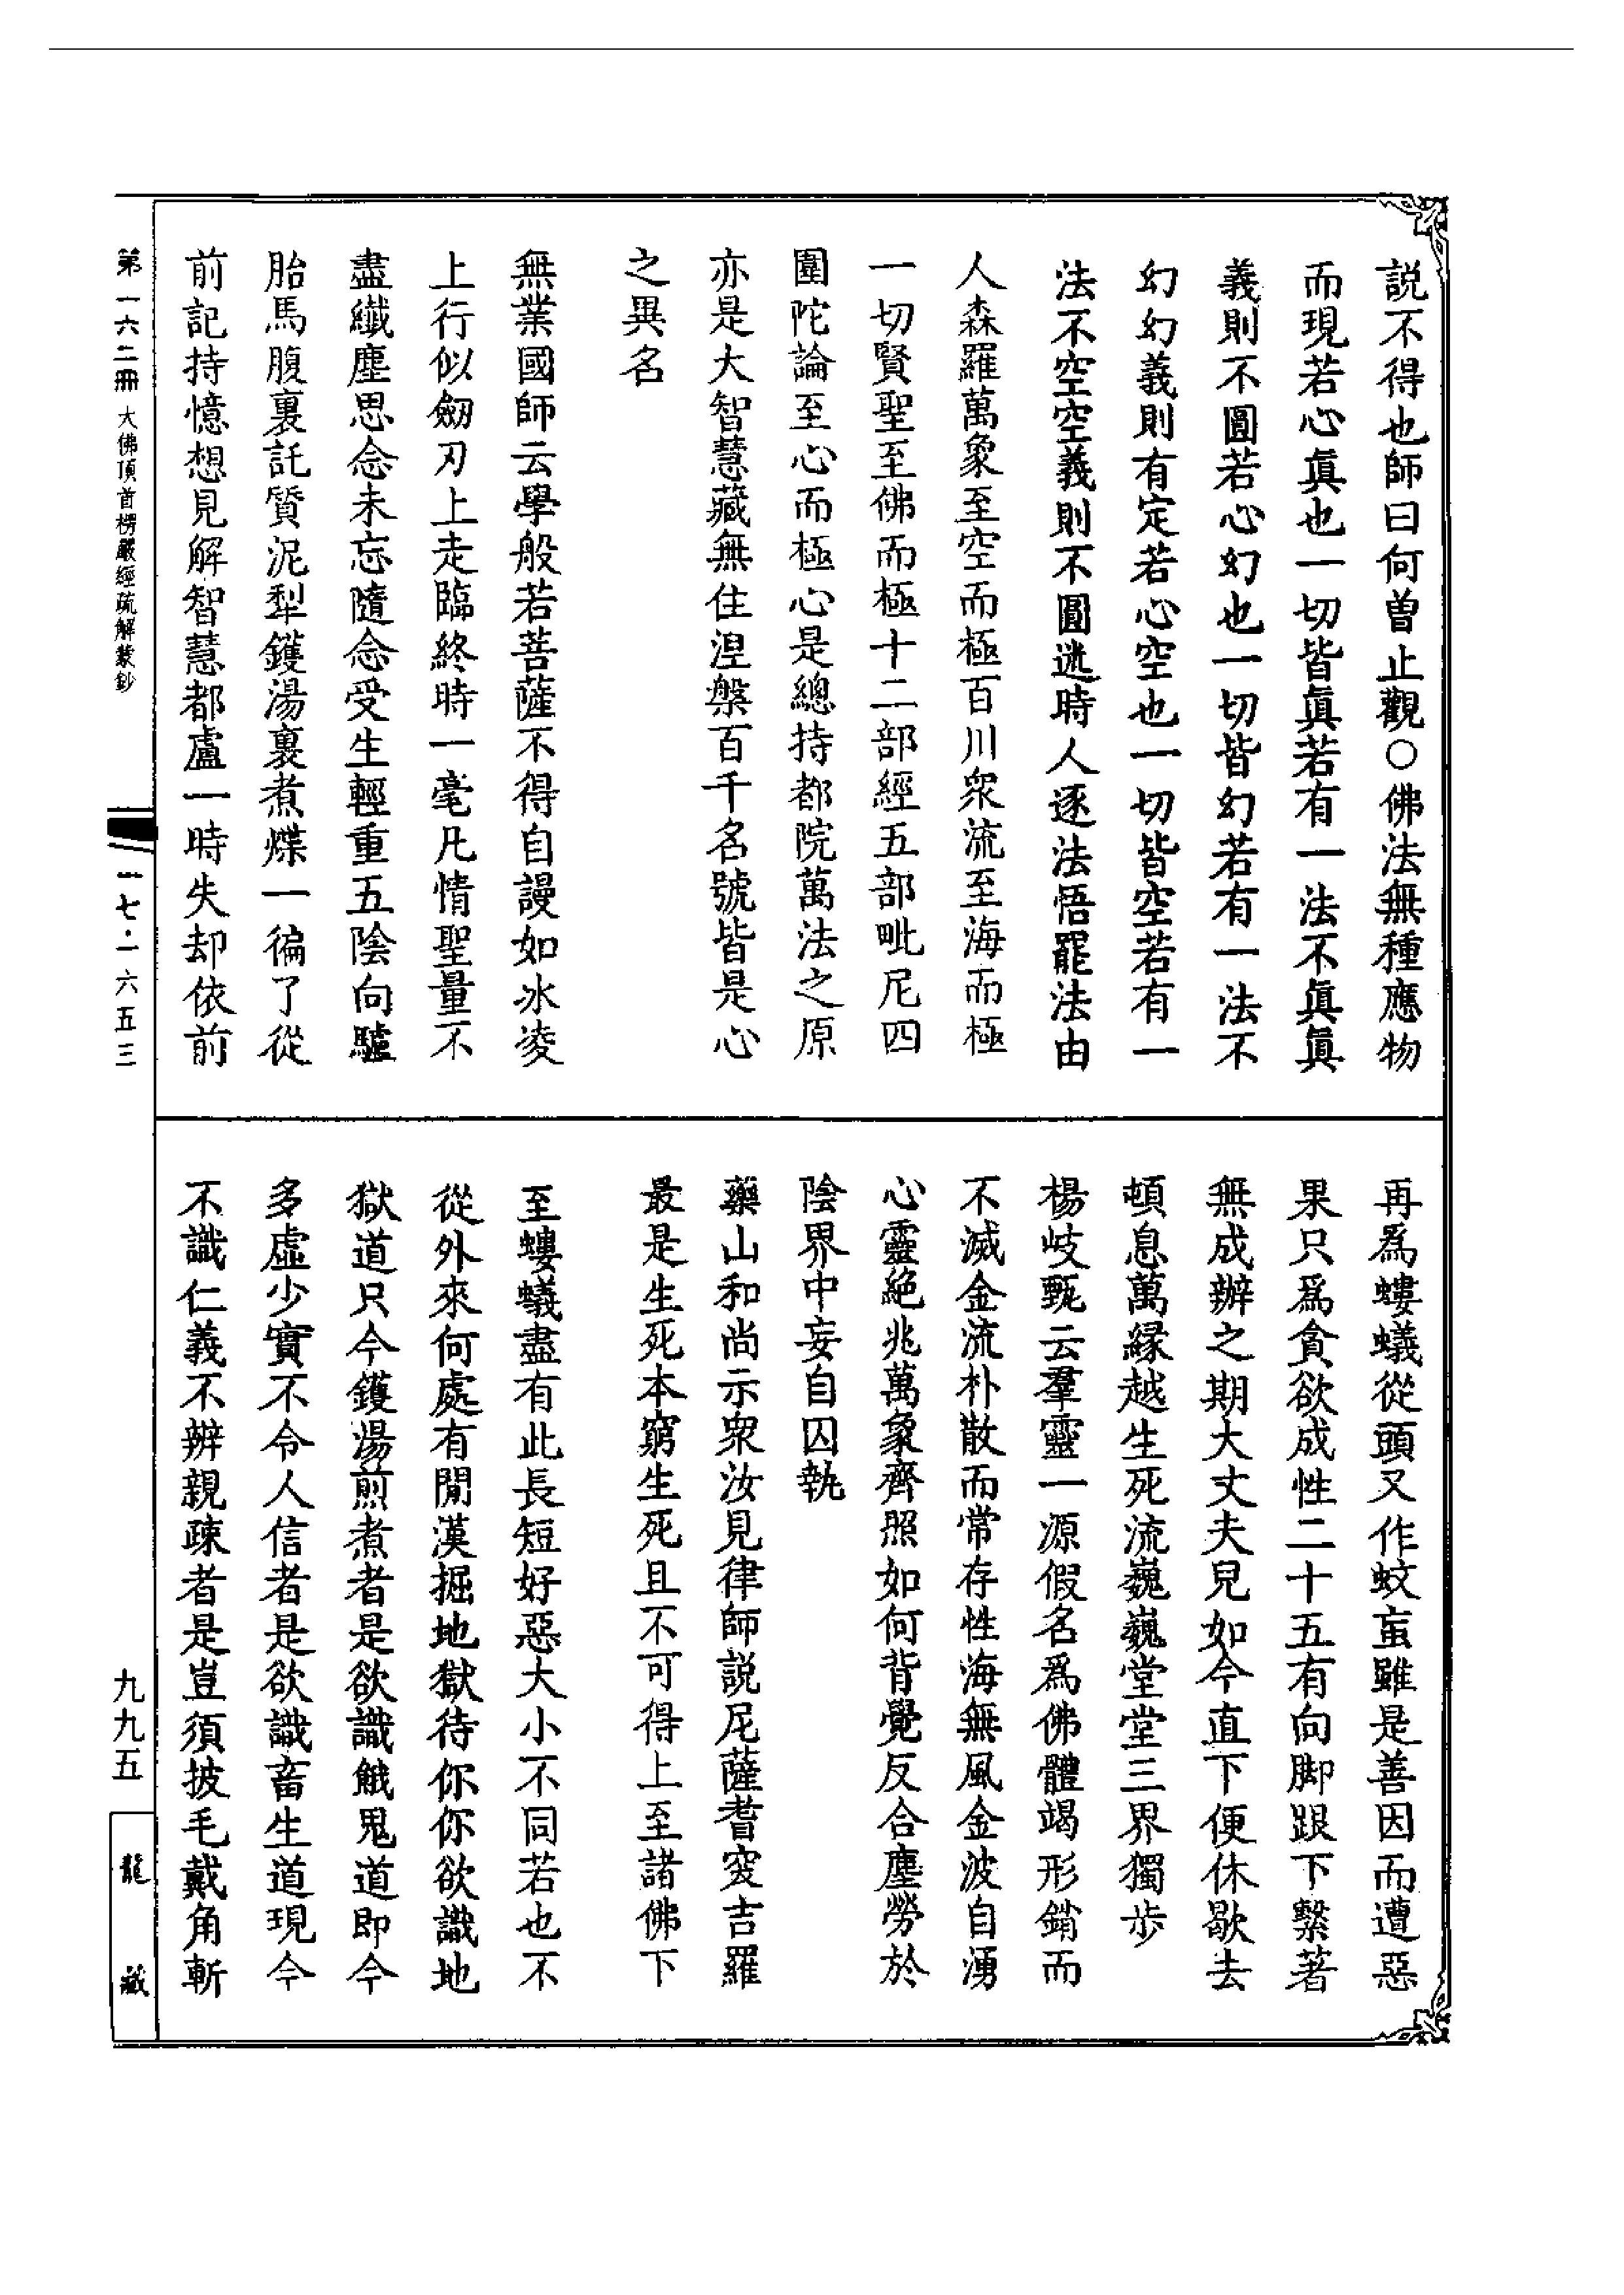 説不得也師曰何曽止觀○佛法無種應物
而現若心眞也一切皆眞若有一法不眞眞
義則不圓若心幻也一切皆幻若有一法不
幻幻義則有定若心空也一切皆空若有一
法不空空義則不圓迷時人逐法悟罷法由
人森羅萬象至空而極百川衆流至海而極
一切賢聖至佛而極十二部經五部毗尼四
圍陀論至心而極心是總持都院萬法之原
亦是大智慧藏無住涅槃百千名號皆是心
之異名
無業國師云學般若菩薩不得自謾如冰凌
上行似劒刃上走臨終時一毫凡情聖量不
盡纖塵思念未忘隨念受生輕重五陰向驢
胎馬腹裏託質泥犁鑊湯裏煮煠一徧了從
前記持憶想見解智慧都盧一時失却依前
再爲螻蟻從頭又作蚊䖟雖是善因而遭惡
果只爲貪欲成性二十五有向脚跟下繫著
無成辦之期大丈夫兒如今直下便休歇去
頓息萬縁越生死流巍巍堂堂三界獨步
楊岐甄云羣靈一源假名爲佛體竭形銷而
不滅金流朴散而常存性海無風金波自湧
心靈絶兆萬象齊照如何背覺反合塵勞於
陰界中妄自囚執
藥山和尚示衆汝見律師説尼薩耆突吉羅
最是生死本窮生死且不可得上至諸佛下
至螻蟻盡有此長短好惡大小不同若也不
從外來何處有閒漢掘地獄待你你欲識地
獄道只今鑊湯煎煮者是欲識餓鬼道即今
多虛少實不令人信者是欲識畜生道現今
不識仁義不辨親疎者是豈須披毛戴角斬
第一六二冊 大佛頂首楞嚴經疏解蒙鈔
一七·一六五三
九九五
龍藏